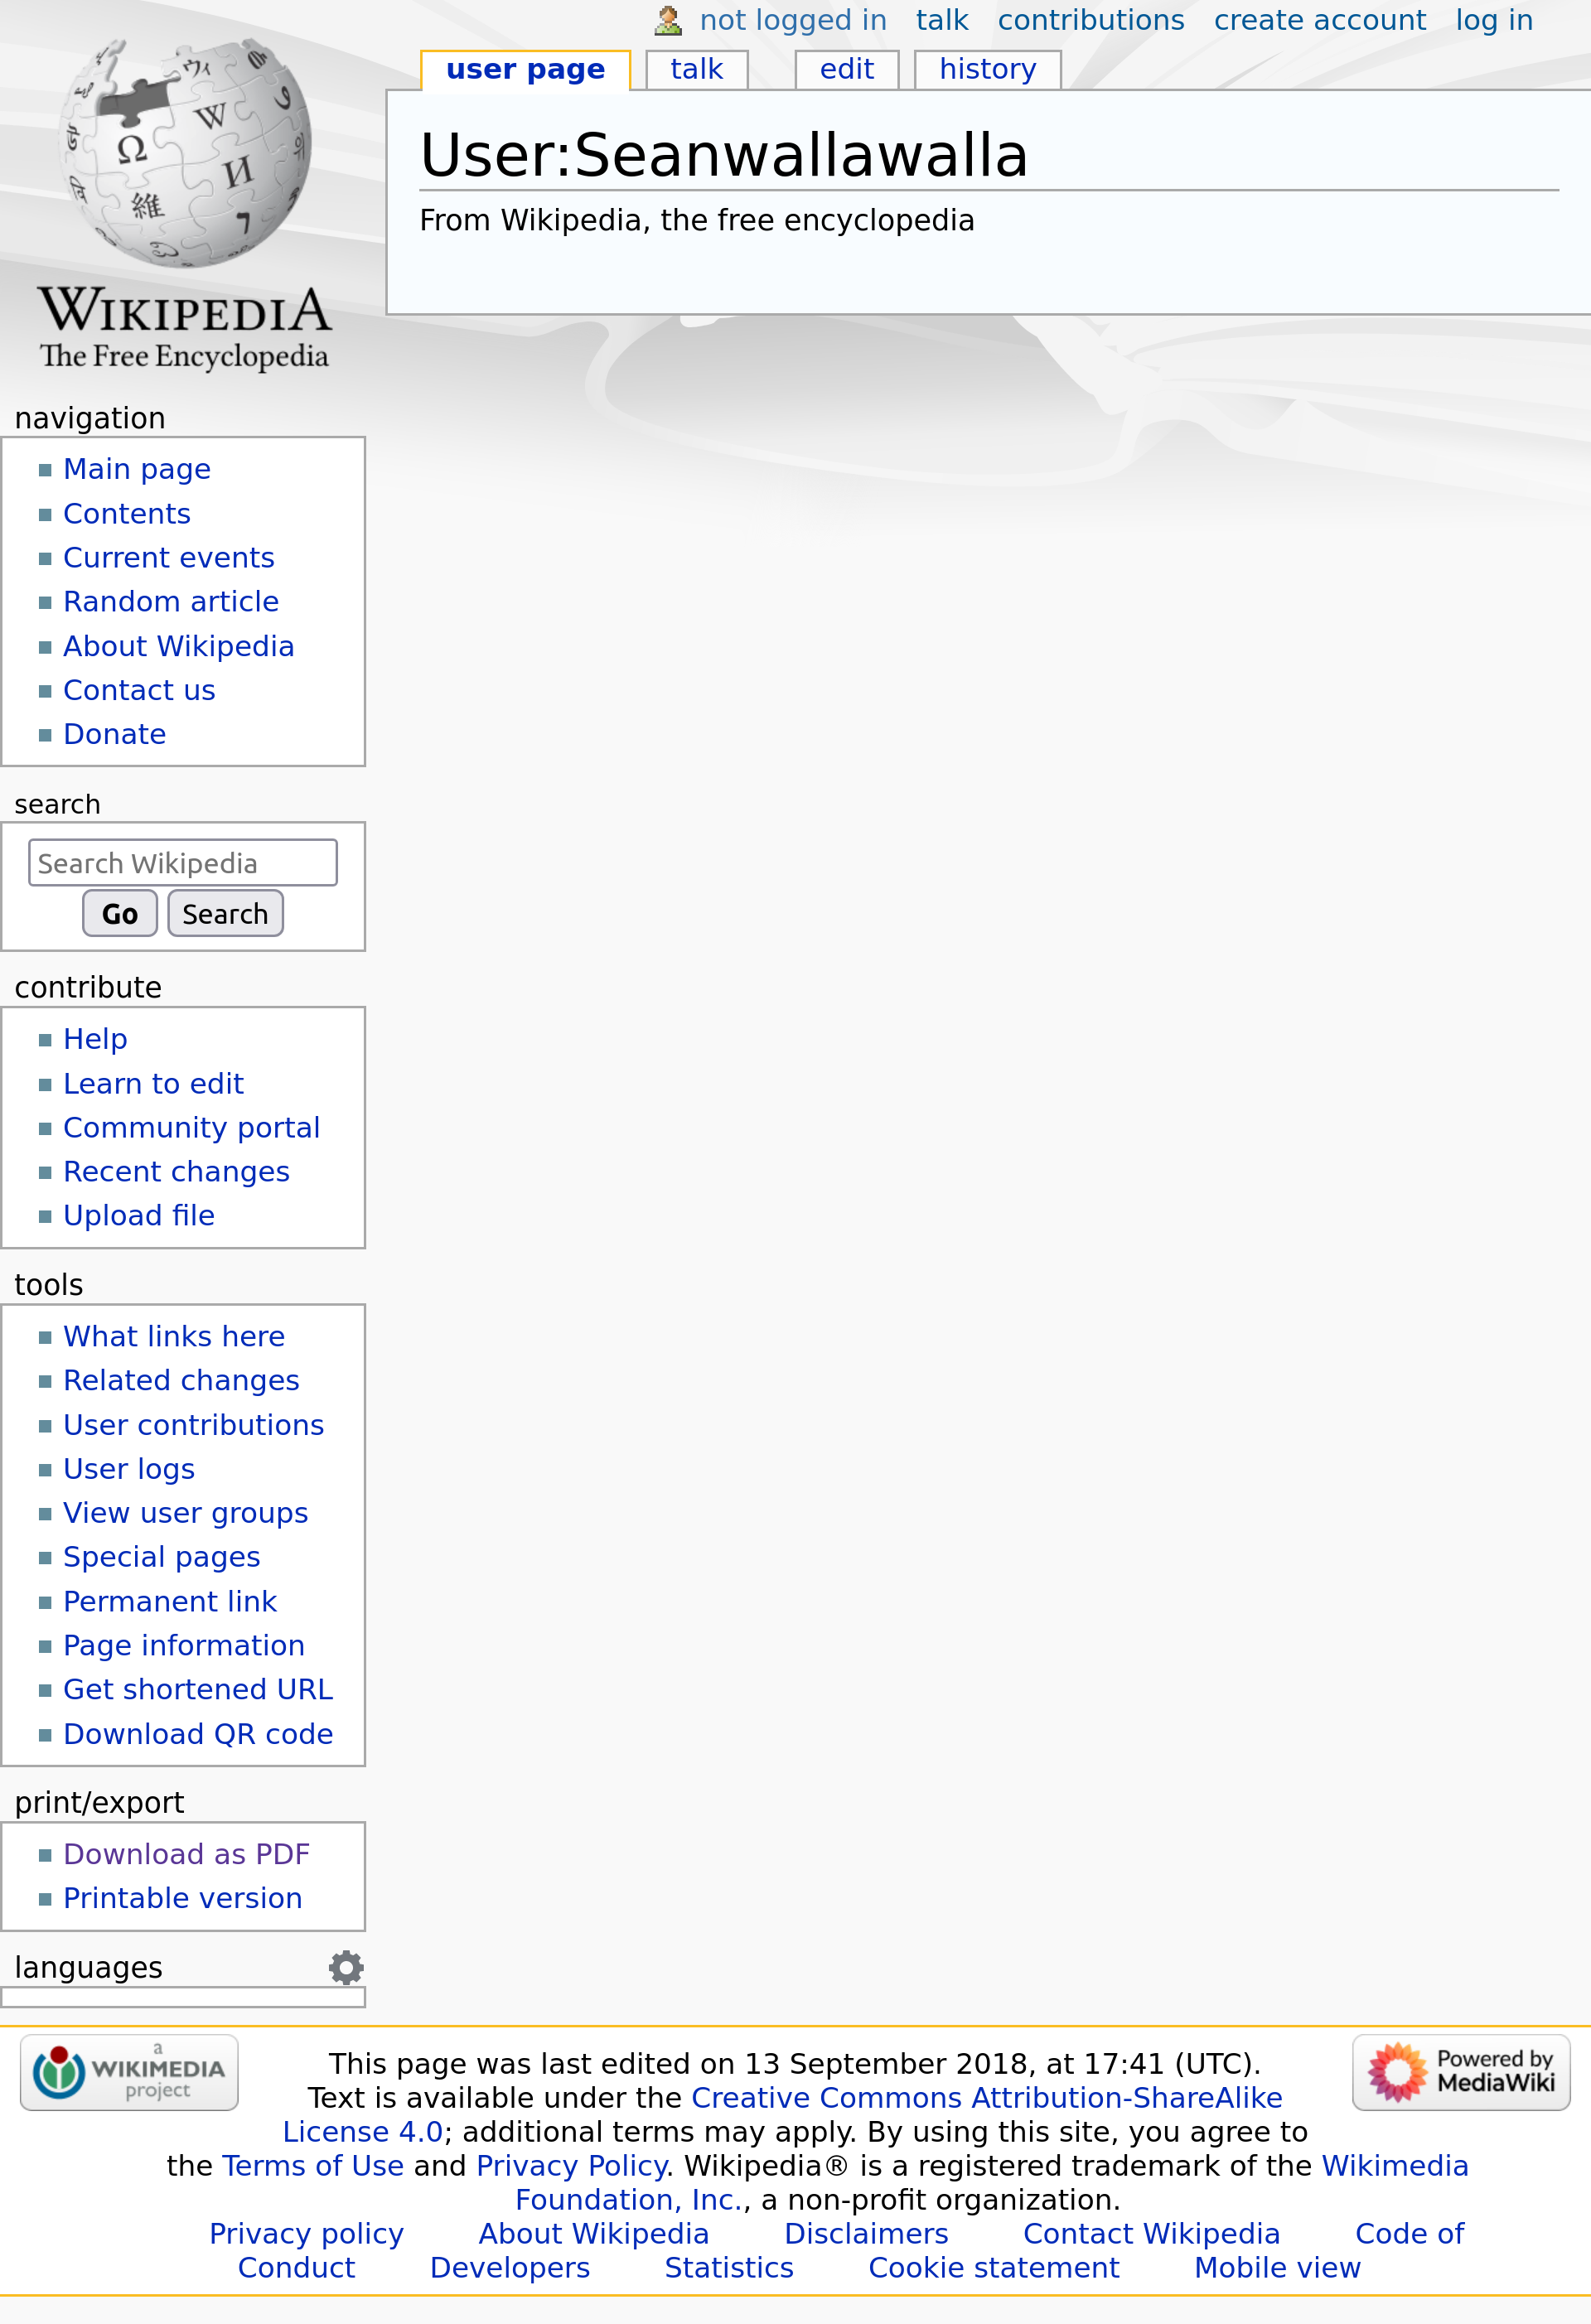 not logged in talk contributions create account log in
user page talk edit history
User:Seanwallawalla
From Wikipedia, the free encyclopedia
Ω W И 維 ウィ ו
WIKIPEDIA
The Free Encyclopedia
navigation
Main page
Contents
Current events
Random article
About Wikipedia
Contact us
Donate
search
Search Wikipedia
Go Search
contribute
Help
Learn to edit
Community portal
Recent changes
Upload file
tools
What links here
Related changes
User contributions
User logs
View user groups
Special pages
Permanent link
Page information
Get shortened URL
Download QR code
print/export
Download as PDF
Printable version
languages
a
WIKIMEDIA
project
Powered by
MediaWiki
This page was last edited on 13 September 2018, at 17:41 (UTC).
Text is available under the Creative Commons Attribution-ShareAlike
License 4.0; additional terms may apply. By using this site, you agree to
the Terms of Use and Privacy Policy. Wikipedia® is a registered trademark of the Wikimedia
Foundation, Inc., a non-profit organization.
Privacy policy About Wikipedia Disclaimers Contact Wikipedia Code of
Conduct Developers Statistics Cookie statement Mobile view